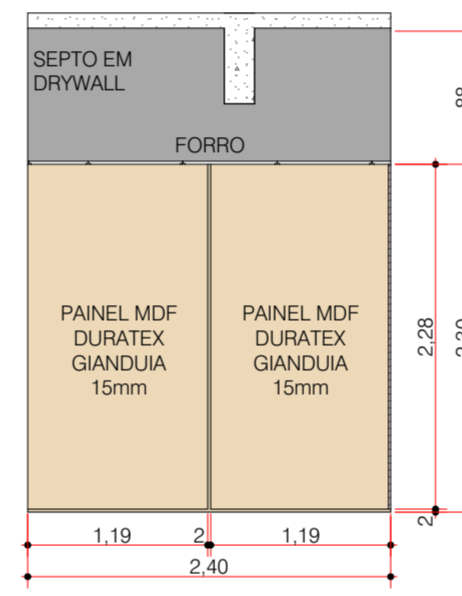 SEPTO EM
DRYWALL
FORRO
PAINEL MDF
DURATEX
GIANDUIA
15mm
PAINEL MDF
DURATEX
GIANDUIA
15mm
2,28
2
1,19
2
1,19
2,40